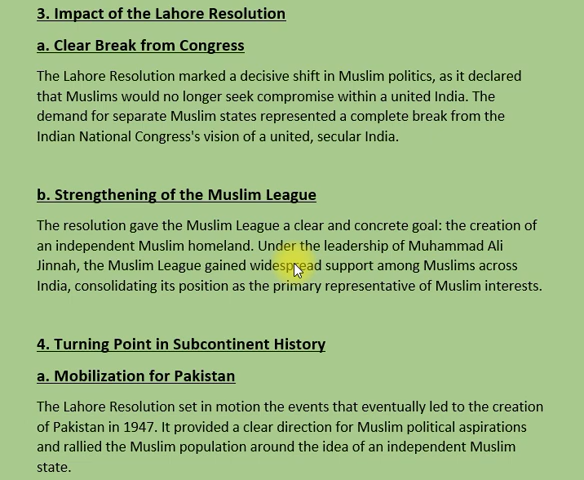 3. Impact of the Lahore Resolution
a. Clear Break from Congress
The Lahore Resolution marked a decisive shift in Muslim politics, as it declared
that Muslims would no longer seek compromise within a united India. The
demand for separate Muslim states represented a complete break from the
Indian National Congress's vision of a united, secular India.
b. Strengthening of the Muslim League
The resolution gave the Muslim League a clear and concrete goal: the creation of
an independent Muslim homeland. Under the leadership of Muhammad Ali
Jinnah, the Muslim League gained widespread support among Muslims across
India, consolidating its position as the primary representative of Muslim interests.
4. Turning Point in Subcontinent History
a. Mobilization for Pakistan
The Lahore Resolution set in motion the events that eventually led to the creation
of Pakistan in 1947. It provided a clear direction for Muslim political aspirations
and rallied the Muslim population around the idea of an independent Muslim
state.